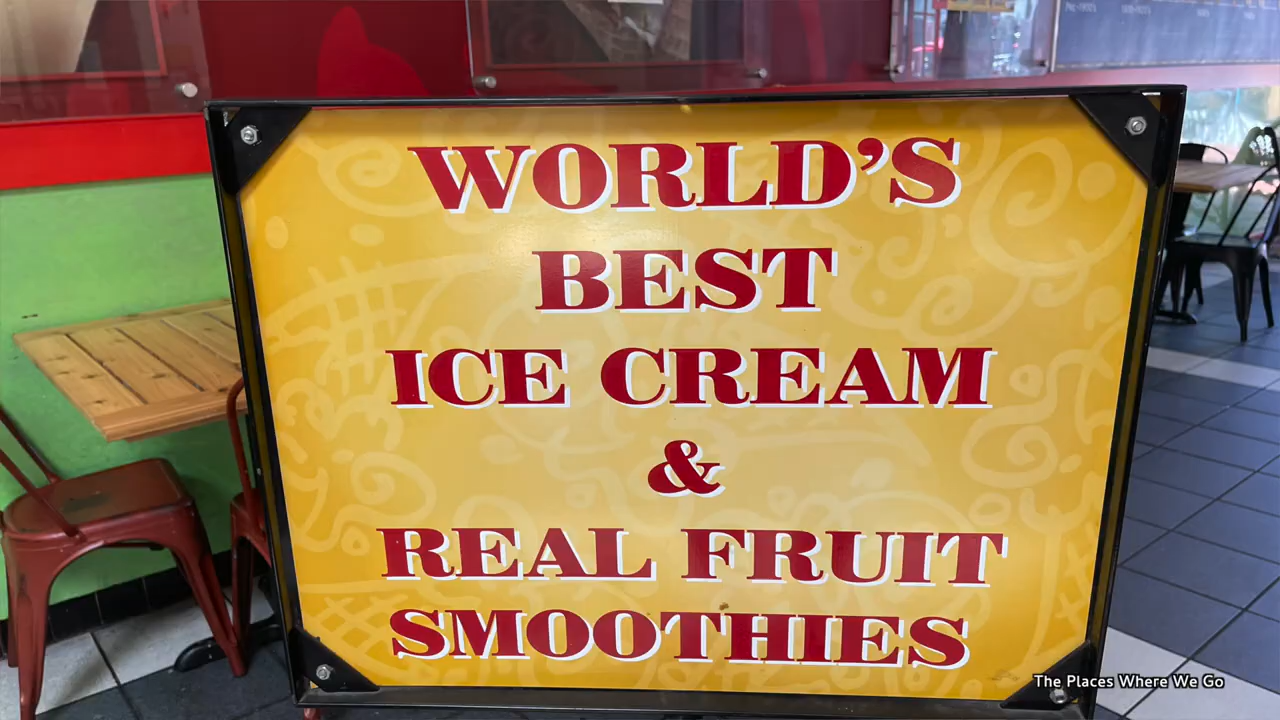 WORLD'S
BEST
ICE CREAM
&
REAL FRUIT
SMOOTHIES
The Places Where We Go